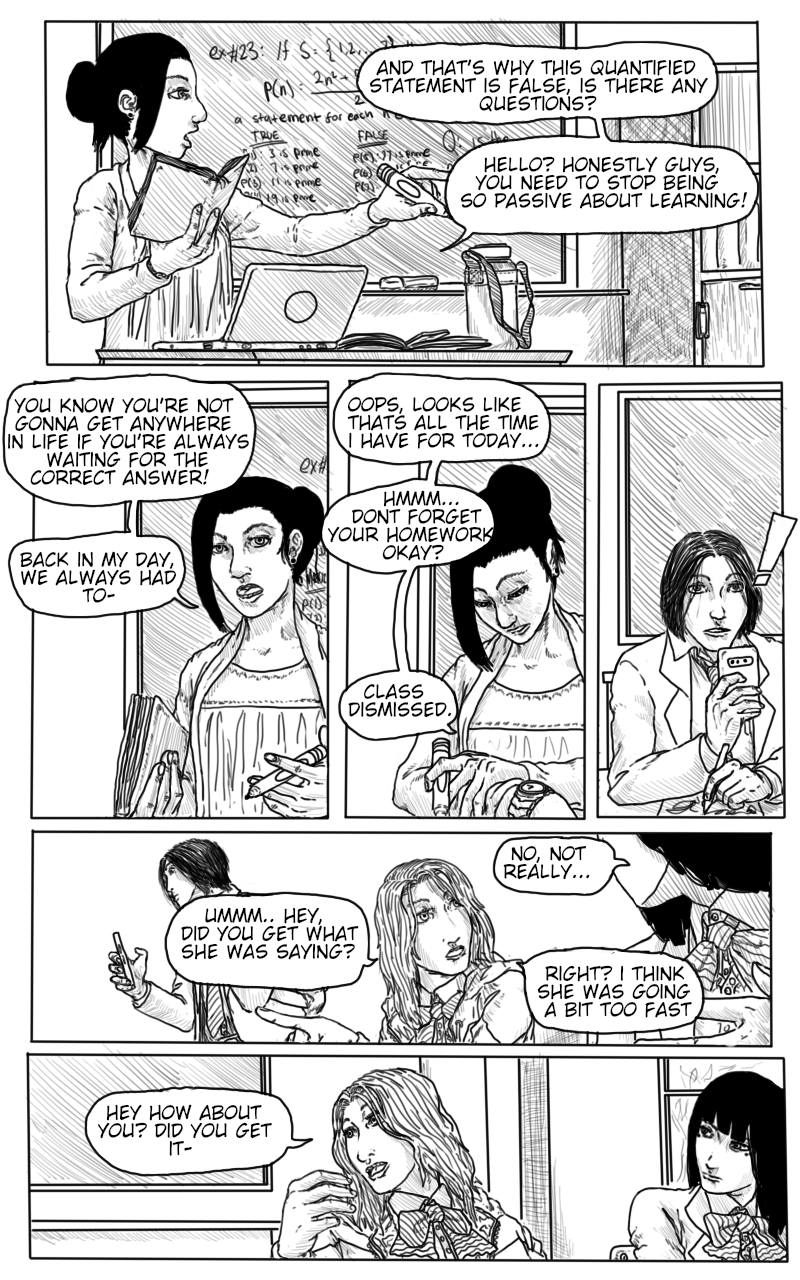 ex#23: If S= {1,2,...7}
P(n):
a statement for each n
TRUE
FALSE
3 is prime
7 is prime
11 is prime
19 is prime
AND THAT'S WHY THIS QUANTIFIED
STATEMENT IS FALSE, IS THERE ANY
QUESTIONS?
HELLO? HONESTLY GUYS,
YOU NEED TO STOP BEING
SO PASSIVE ABOUT LEARNING!
YOU KNOW YOU'RE NOT
GONNA GET ANYWHERE
IN LIFE IF YOU'RE ALWAYS
WAITING FOR THE
CORRECT ANSWER!
BACK IN MY DAY,
WE ALWAYS HAD
TO-
ex#
OOPS, LOOKS LIKE
THATS ALL THE TIME
I HAVE FOR TODAY...
HMMM...
DONT FORGET
YOUR HOMEWORK
OKAY?
CLASS
DISMISSED.
!
UMMM.. HEY,
DID YOU GET WHAT
SHE WAS SAYING?
NO, NOT
REALLY...
RIGHT? I THINK
SHE WAS GOING
A BIT TOO FAST
HEY HOW ABOUT
YOU? DID YOU GET
IT-